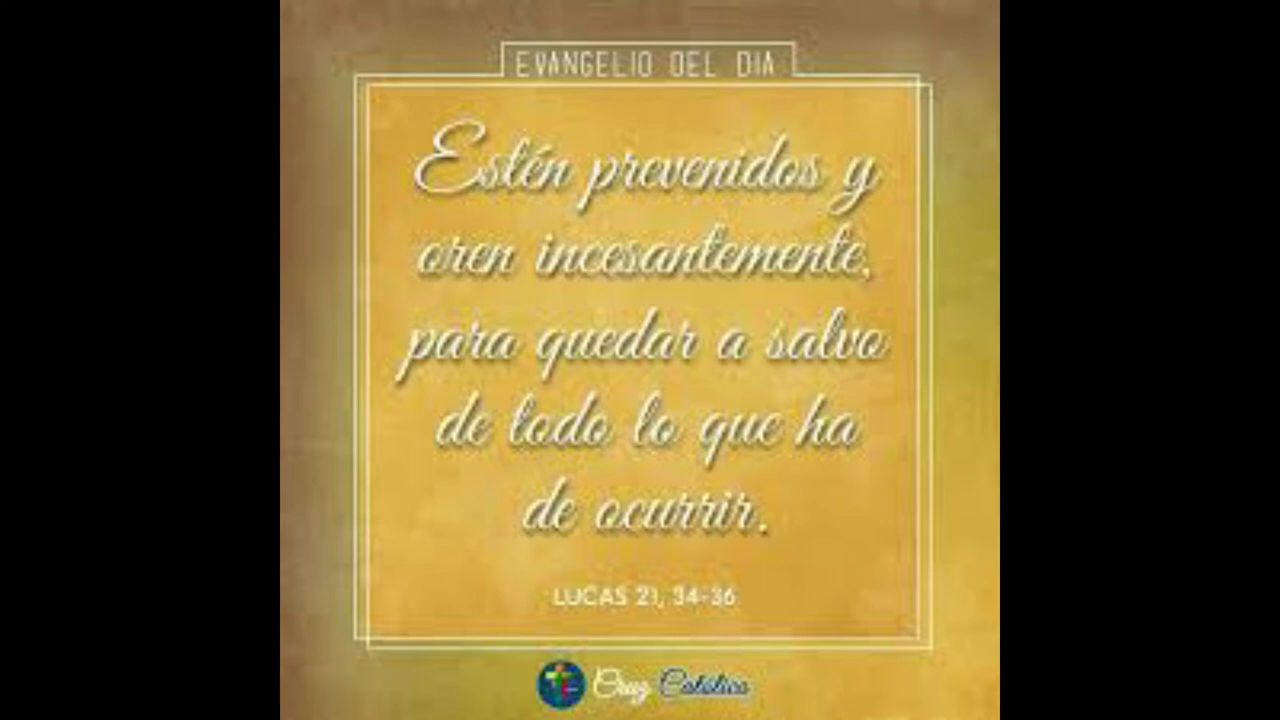 EVANGELIO DEL DIA
Estén prevenidos y
oren incesantemente,
para quedar a salvo
de todo lo que ha
de ocurrir.
LUCAS 21, 34-36
Cruz Católica